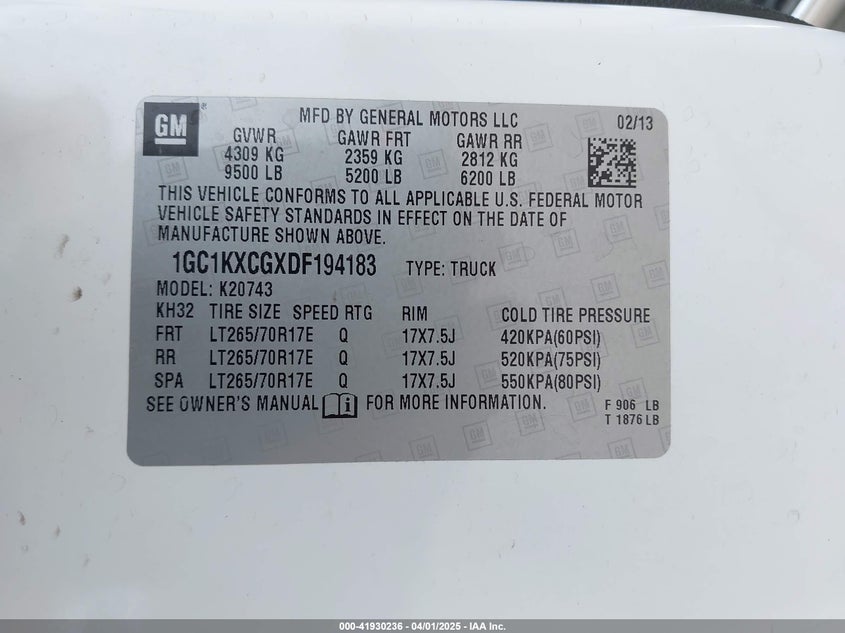 GM
MFD BY GENERAL MOTORS LLC 02/13
GVWR GAWR FRT GAWR RR
4309 KG 2359 KG 2812 KG
9500 LB 5200 LB 6200 LB
THIS VEHICLE CONFORMS TO ALL APPLICABLE U.S. FEDERAL MOTOR
VEHICLE SAFETY STANDARDS IN EFFECT ON THE DATE OF
MANUFACTURE SHOWN ABOVE.
1GC1KXCGXDF194183 TYPE: TRUCK
MODEL: K20743
KH32 TIRE SIZE SPEED RTG RIM COLD TIRE PRESSURE
FRT LT265/70R17E Q 17X7.5J 420KPA(60PSI)
RR LT265/70R17E Q 17X7.5J 520KPA(75PSI)
SPA LT265/70R17E Q 17X7.5J 550KPA(80PSI)
SEE OWNER'S MANUAL i FOR MORE INFORMATION.
F 906 LB
T 1876 LB
000-41930236 - 04/01/2025 - IAA Inc.